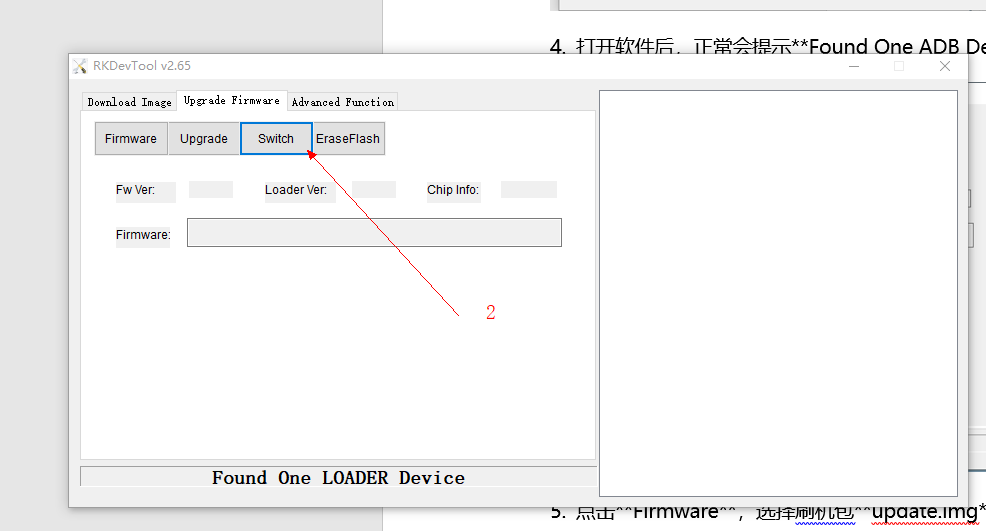 4. 打开软件后，正常会提示**Found One ADB De
RKDevTool v2.65
Download Image Upgrade Firmware Advanced Function
Firmware Upgrade Switch EraseFlash
Fw Ver: Loader Ver: Chip Info:
Firmware:
2
Found One LOADER Device
5. 点击**Firmware**，选择刷机包**update.img*